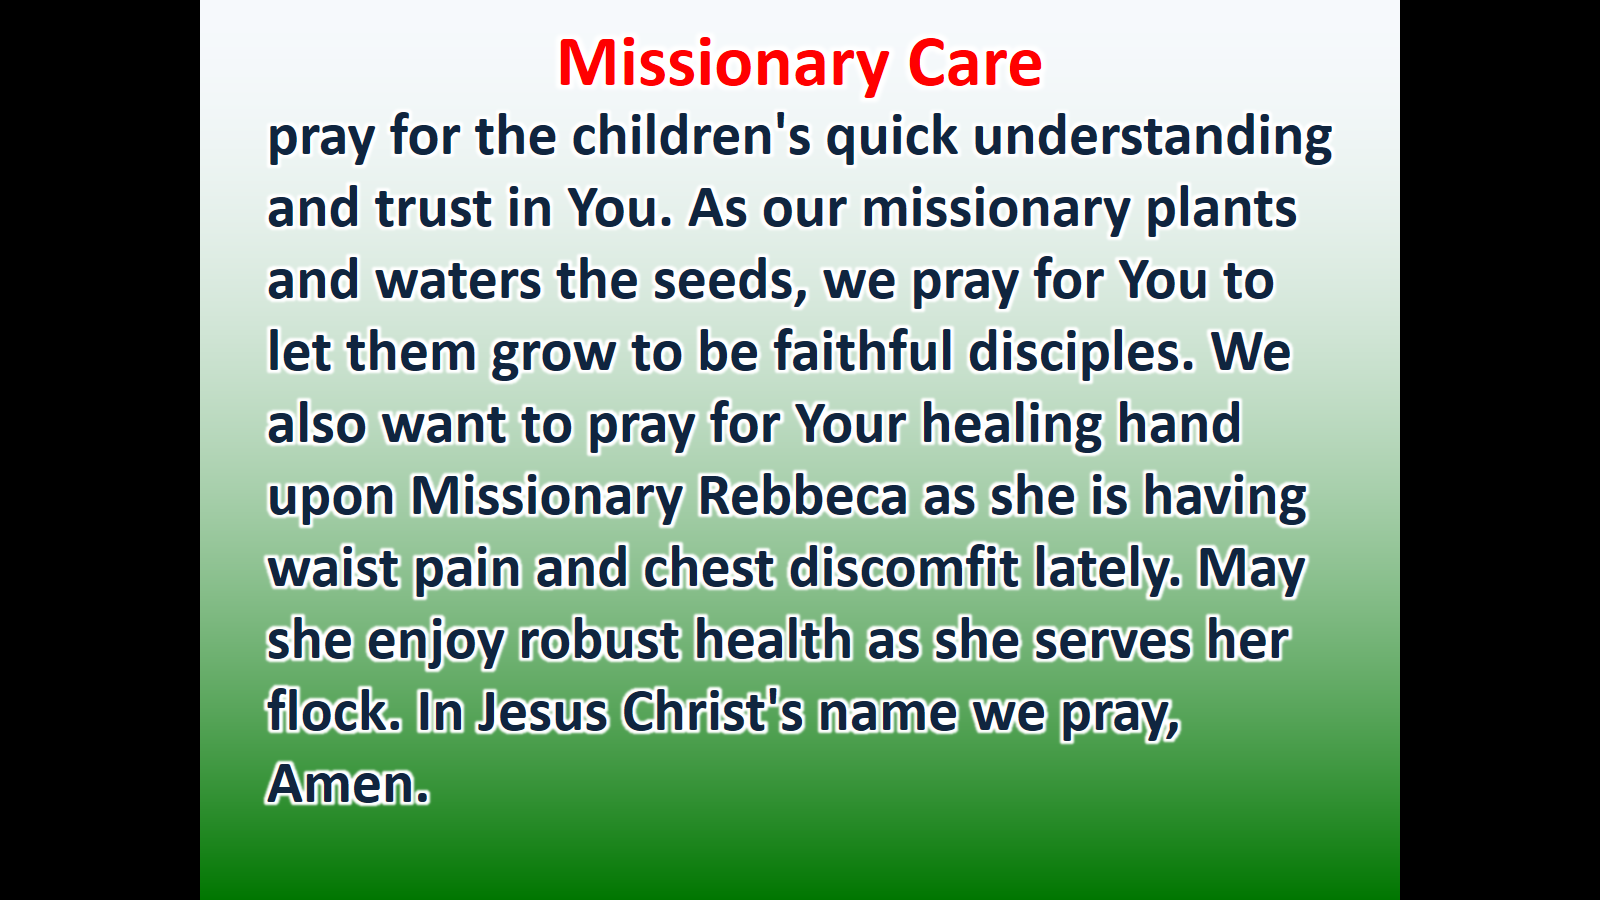 Missionary Care
pray for the children's quick understanding
and trust in You. As our missionary plants
and waters the seeds, we pray for You to
let them grow to be faithful disciples. We
also want to pray for Your healing hand
upon Missionary Rebbeca as she is having
waist pain and chest discomfit lately. May
she enjoy robust health as she serves her
flock. In Jesus Christ's name we pray,
Amen.